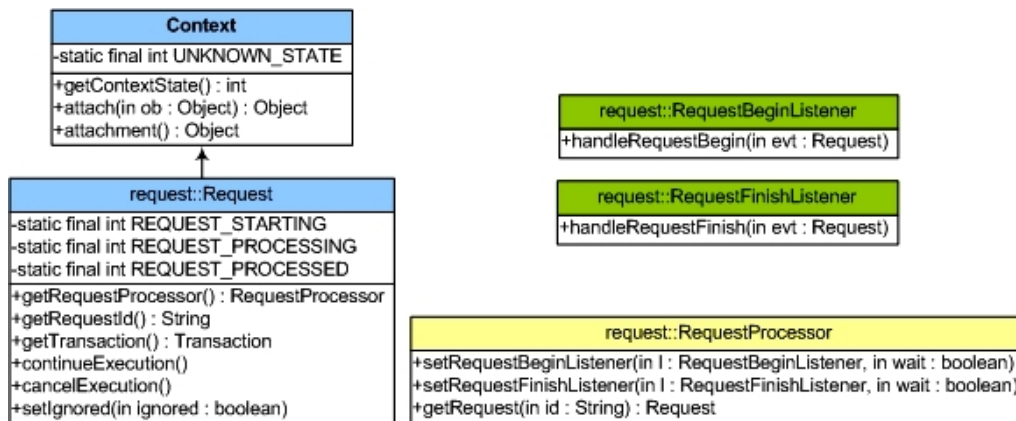 Context
-static final int UNKNOWN_STATE
+getContextState() : int
+attach(in ob : Object) : Object
+attachment() : Object
request::Request
-static final int REQUEST_STARTING
-static final int REQUEST_PROCESSING
-static final int REQUEST_PROCESSED
+getRequestProcessor() : RequestProcessor
+getRequestId() : String
+getTransaction() : Transaction
+continueExecution()
+cancelExecution()
+setIgnored(in ignored : boolean)
request::RequestBeginListener
+handleRequestBegin(in evt : Request)
request::RequestFinishListener
+handleRequestFinish(in evt : Request)
request::RequestProcessor
+setRequestBeginListener(in l : RequestBeginListener, in wait : boolean)
+setRequestFinishListener(in l : RequestFinishListener, in wait : boolean)
+getRequest(in id : String) : Request